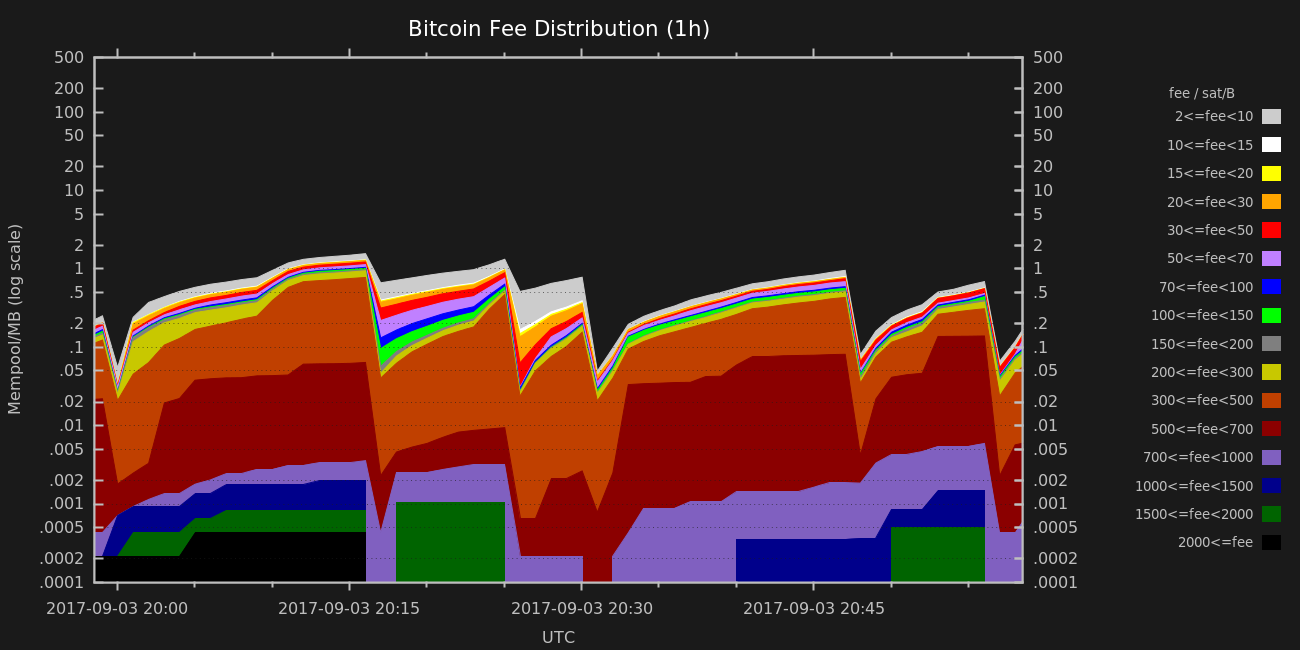 Bitcoin Fee Distribution (1h)
500
200
100
50
20
10
5
2
1
.5
.2
.1
.05
.02
.01
.005
.002
.001
.0005
.0002
.0001
Mempool/MB (log scale)
500
200
100
50
20
10
5
2
1
.5
.2
.1
.05
.02
.01
.005
.002
.001
.0005
.0002
.0001
2017-09-03 20:00
2017-09-03 20:15
2017-09-03 20:30
2017-09-03 20:45
UTC
fee / sat/B
2<=fee<10
10<=fee<15
15<=fee<20
20<=fee<30
30<=fee<50
50<=fee<70
70<=fee<100
100<=fee<150
150<=fee<200
200<=fee<300
300<=fee<500
500<=fee<700
700<=fee<1000
1000<=fee<1500
1500<=fee<2000
2000<=fee